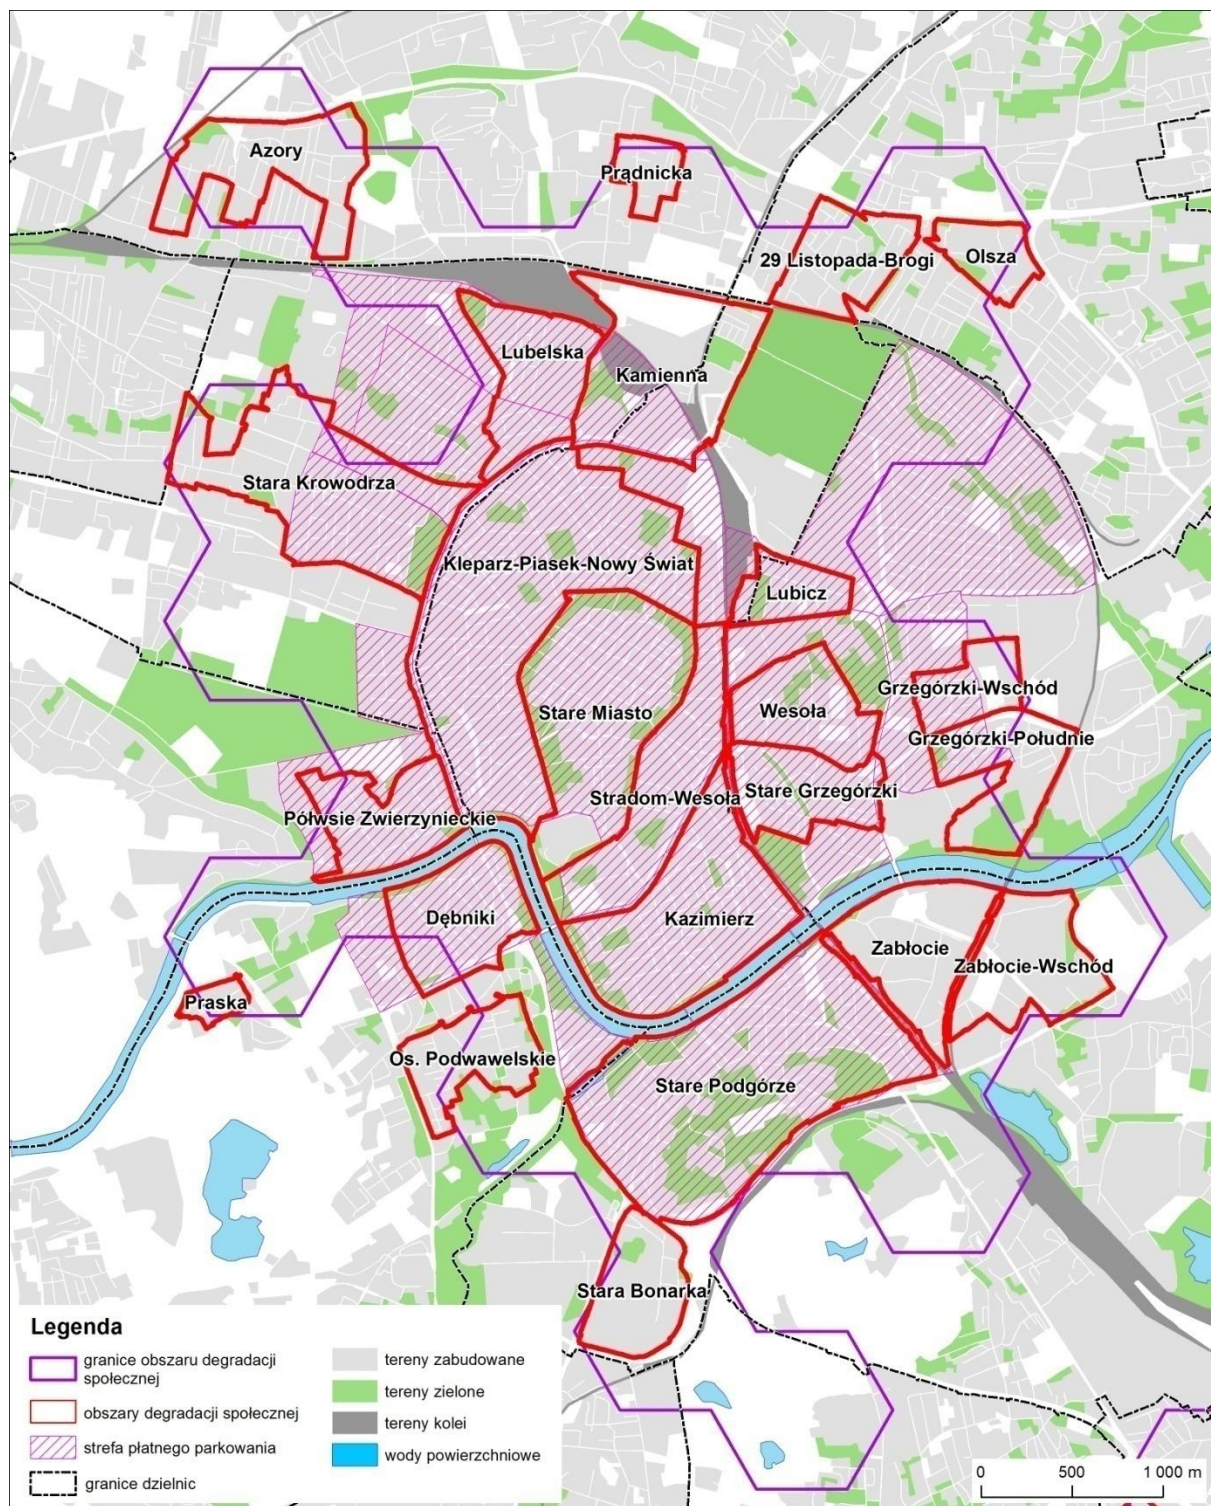 Azory
Prądnicka
29 Listopada-Brogi
Olsza
Lubelska
Kamienna
Stara Krowodrza
Kleparz-Piasek-Nowy Świat
Lubicz
Grzegórzki-Wschód
Wesoła
Stare Miasto
Grzegórzki-Południe
Stradom-Wesoła
Stare Grzegórzki
Półwsie Zwierzynieckie
Dębniki
Kazimierz
Zabłocie
Zabłocie-Wschód
Praska
Os. Podwawelskie
Stare Podgórze
Stara Bonarka
Legenda
granice obszaru degradacji
społecznej
obszary degradacji społecznej
strefa płatnego parkowania
granice dzielnic
tereny zabudowane
tereny zielone
tereny kolei
wody powierzchniowe
0 500 1 000 m